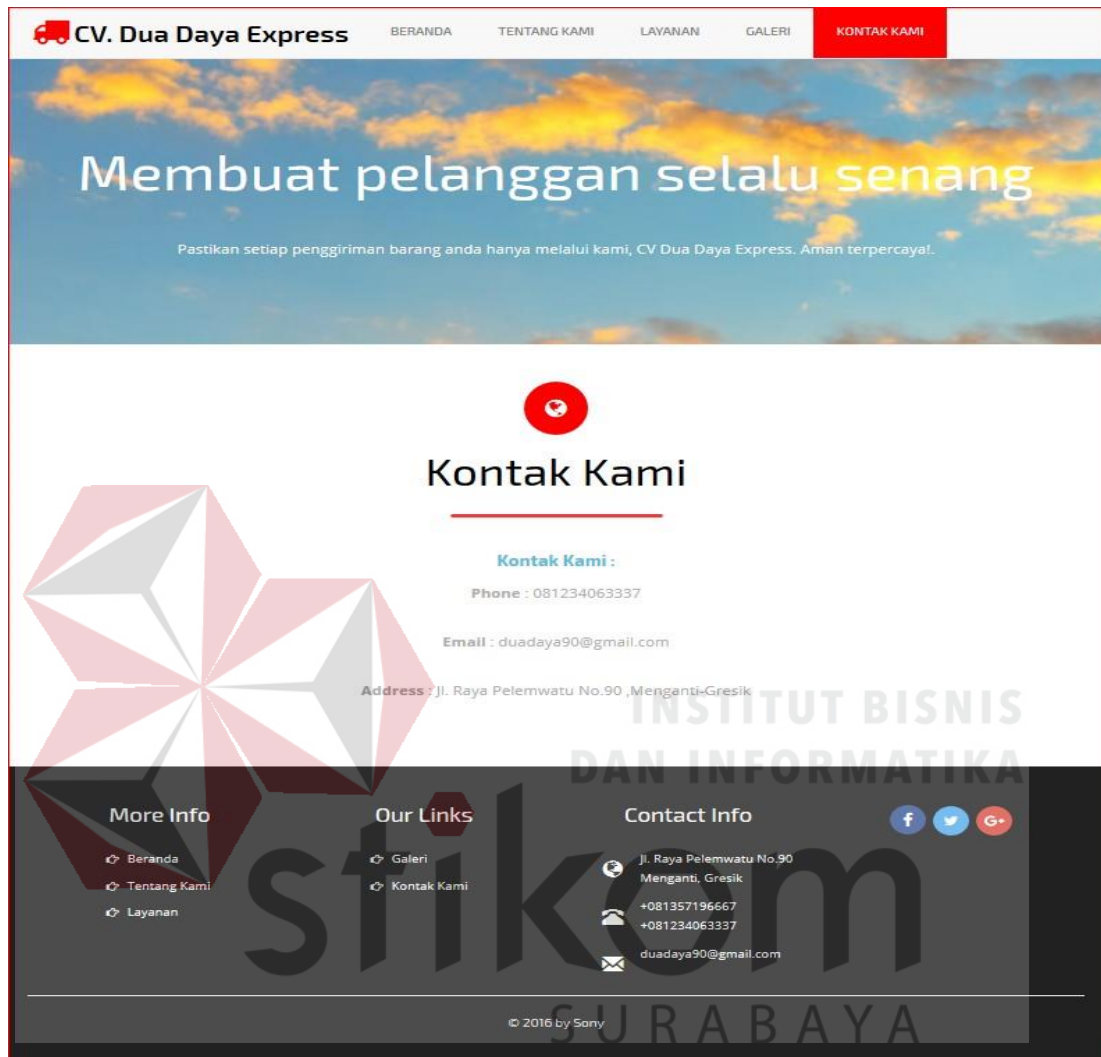 CV. Dua Daya Express
BERANDA
TENTANG KAMI
LAYANAN
GALERI
KONTAK KAMI
Membuat pelanggan selalu senang
Pastikan setiap penggiriman barang anda hanya melalui kami, CV Dua Daya Express. Aman terpercaya!.
Kontak Kami
Kontak Kami :
Phone : 081234063337
Email : duadaya90@gmail.com
Address : Jl. Raya Pelemwatu No.90 ,Menganti-Gresik
INSTITUT BISNIS
DAN INFORMATIKA
stikom
SURABAYA
More Info
Beranda
Tentang Kami
Layanan
Our Links
Galeri
Kontak Kami
Contact Info
Jl. Raya Pelemwatu No.90
Menganti, Gresik
+081357196667
+081234063337
duadaya90@gmail.com
f
G+
© 2016 by Sony